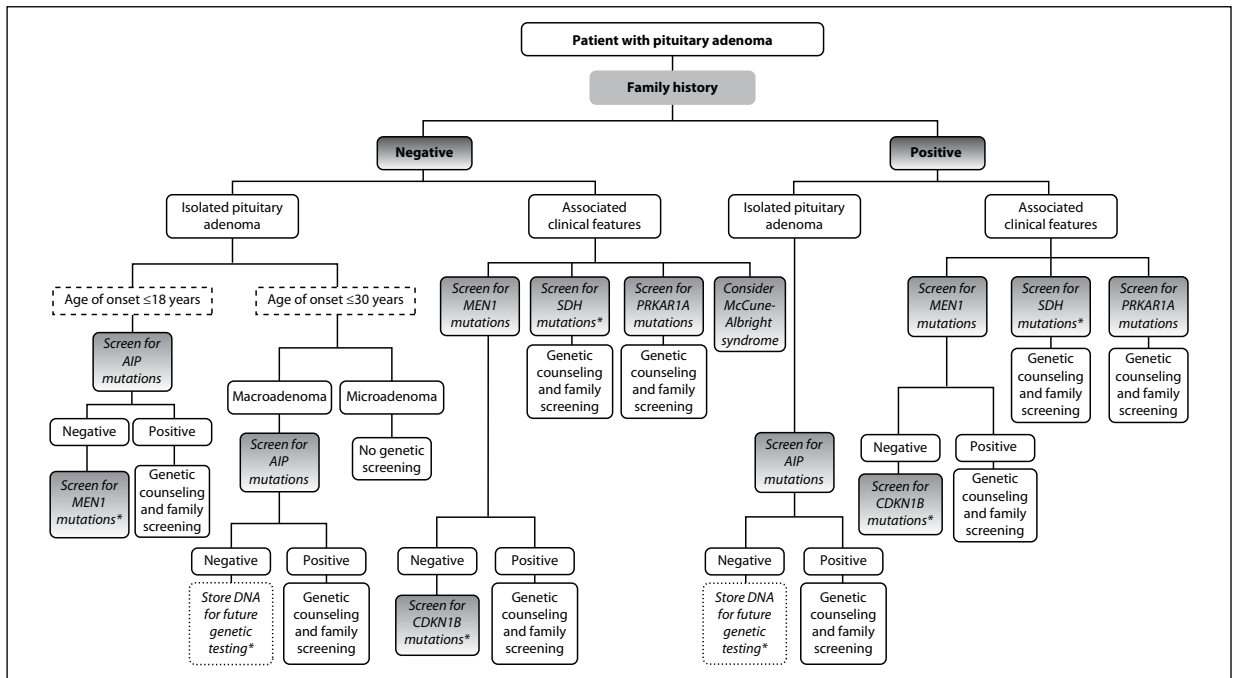 Patient with pituitary adenoma
Family history
Negative
Positive
Isolated pituitary
adenoma
Associated
clinical features
Isolated pituitary
adenoma
Associated
clinical features
Age of onset ≤18 years
Age of onset ≤30 years
Screen for
MEN1
mutations
Screen for
SDH
mutations*
Screen for
PRKAR1A
mutations
Consider
McCune-
Albright
syndrome
Screen for
MEN1
mutations
Screen for
SDH
mutations*
Screen for
PRKAR1A
mutations
Screen for
AIP
mutations
Genetic
counseling
and family
screening
Genetic
counseling
and family
screening
Genetic
counseling
and family
screening
Genetic
counseling
and family
screening
Macroadenoma
Microadenoma
Negative
Positive
Screen for
AIP
mutations
No genetic
screening
Screen for
AIP
mutations
Negative
Positive
Screen for
MEN1
mutations*
Genetic
counseling
and family
screening
Screen for
CDKN1B
mutations*
Genetic
counseling
and family
screening
Negative
Positive
Negative
Positive
Negative
Positive
Store DNA
for future
genetic
testing*
Genetic
counseling
and family
screening
Screen for
CDKN1B
mutations*
Genetic
counseling
and family
screening
Store DNA
for future
genetic
testing*
Genetic
counseling
and family
screening